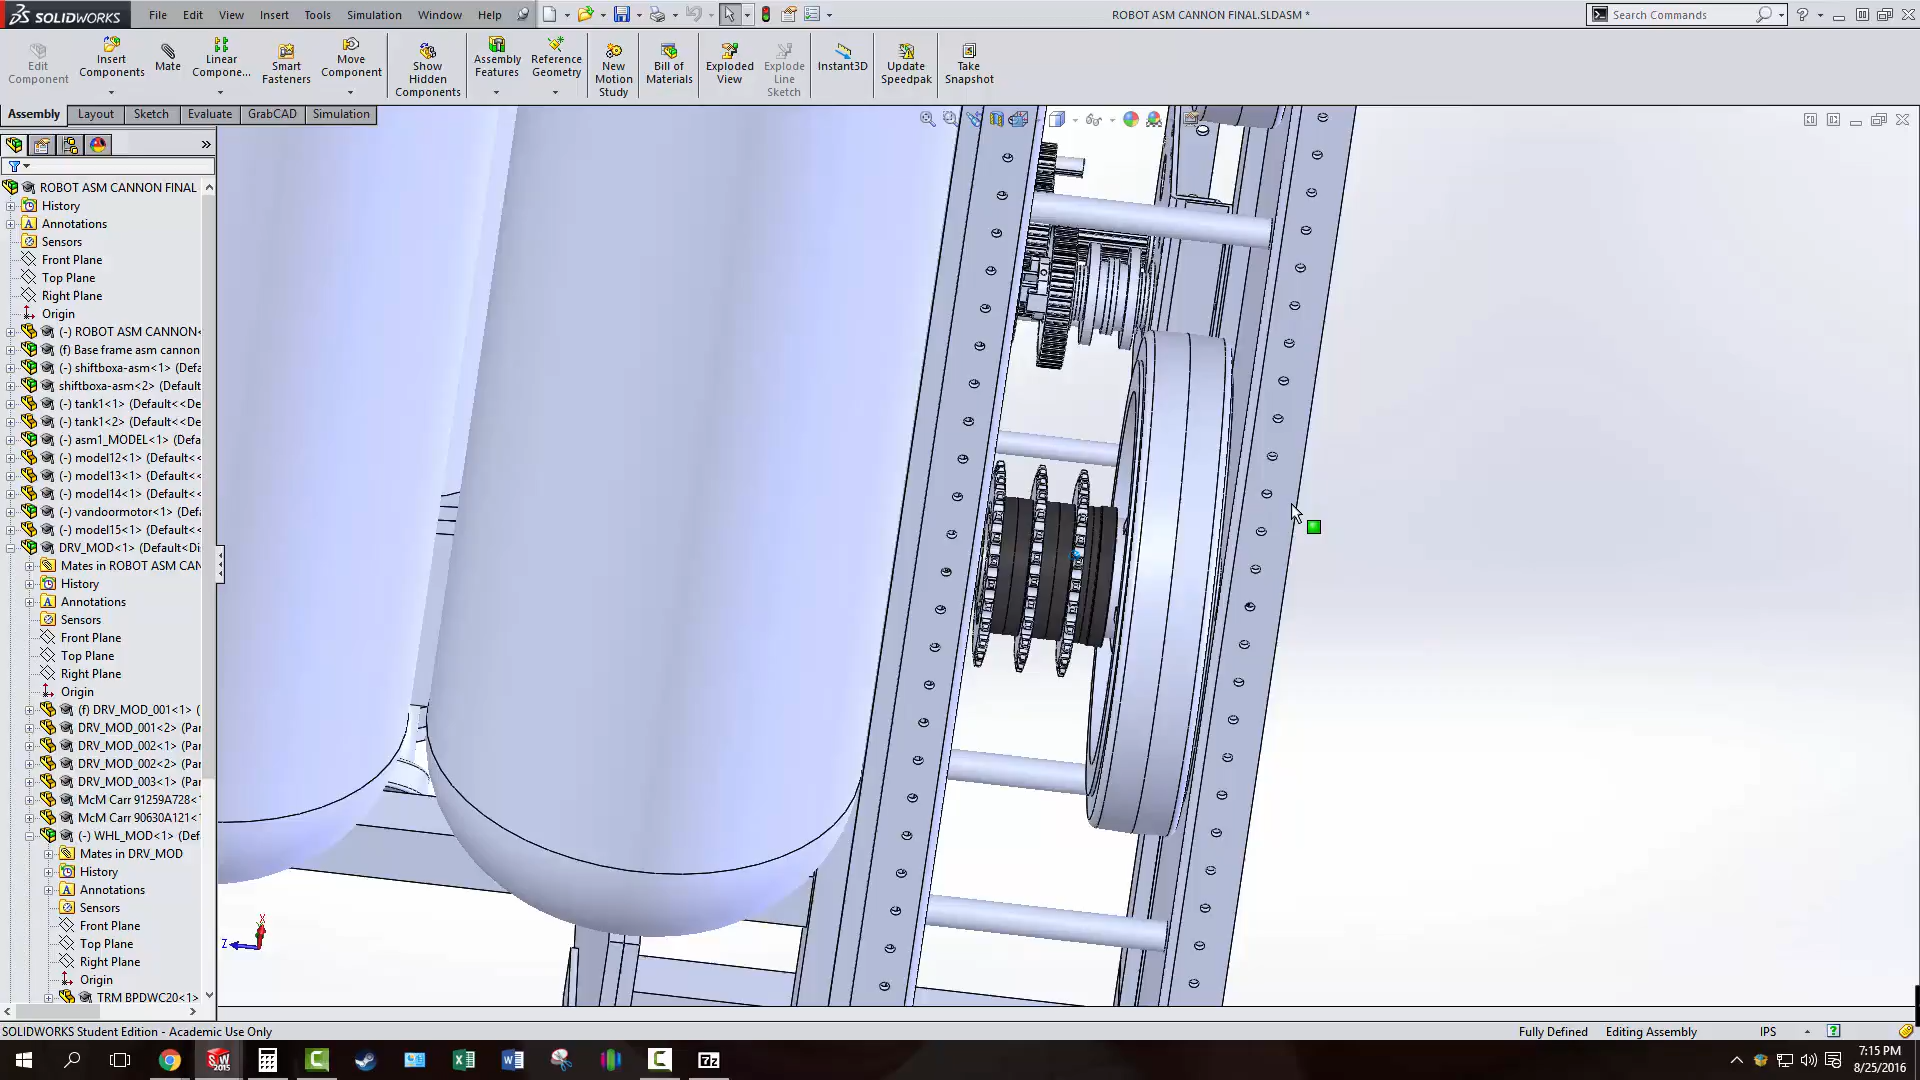 SOLIDWORKS File Edit View Insert Tools Simulation Window Help ROBOT ASM CANNON FINAL.SLDASM * Search Commands
Edit Component
Insert Components
Mate
Linear Compone...
Smart Fasteners
Move Component
Show Hidden Components
Assembly Features
Reference Geometry
New Motion Study
Bill of Materials
Exploded View
Explode Line Sketch
Instant3D
Update Speedpak
Take Snapshot
Assembly Layout Sketch Evaluate GrabCAD Simulation
ROBOT ASM CANNON FINAL
History
Annotations
Sensors
Front Plane
Top Plane
Right Plane
Origin
(-) ROBOT ASM CANNON<
(f) Base frame asm cannon
(-) shiftboxa-asm<1> (Defa
shiftboxa-asm<2> (Default
(-) tank1<1> (Default<<De
(-) tank1<2> (Default<<De
(-) asm1_MODEL<1> (Defa
(-) model12<1> (Default<<
(-) model13<1> (Default<<
(-) model14<1> (Default<<
(-) vandoormotor<1> (Def
(-) model15<1> (Default<<
DRV_MOD<1> (Default<Di
Mates in ROBOT ASM CAN
History
Annotations
Sensors
Front Plane
Top Plane
Right Plane
Origin
(f) DRV_MOD_001<1> (
DRV_MOD_001<2> (Par
DRV_MOD_002<1> (Par
DRV_MOD_002<2> (Par
DRV_MOD_003<1> (Par
McM Carr 91259A728<
McM Carr 90630A121<
(-) WHL_MOD<1> (Def
Mates in DRV_MOD
History
Annotations
Sensors
Front Plane
Top Plane
Right Plane
Origin
TRM BPDWC20<1>
Z
SOLIDWORKS Student Edition - Academic Use Only Fully Defined Editing Assembly IPS
7:15 PM
8/25/2016